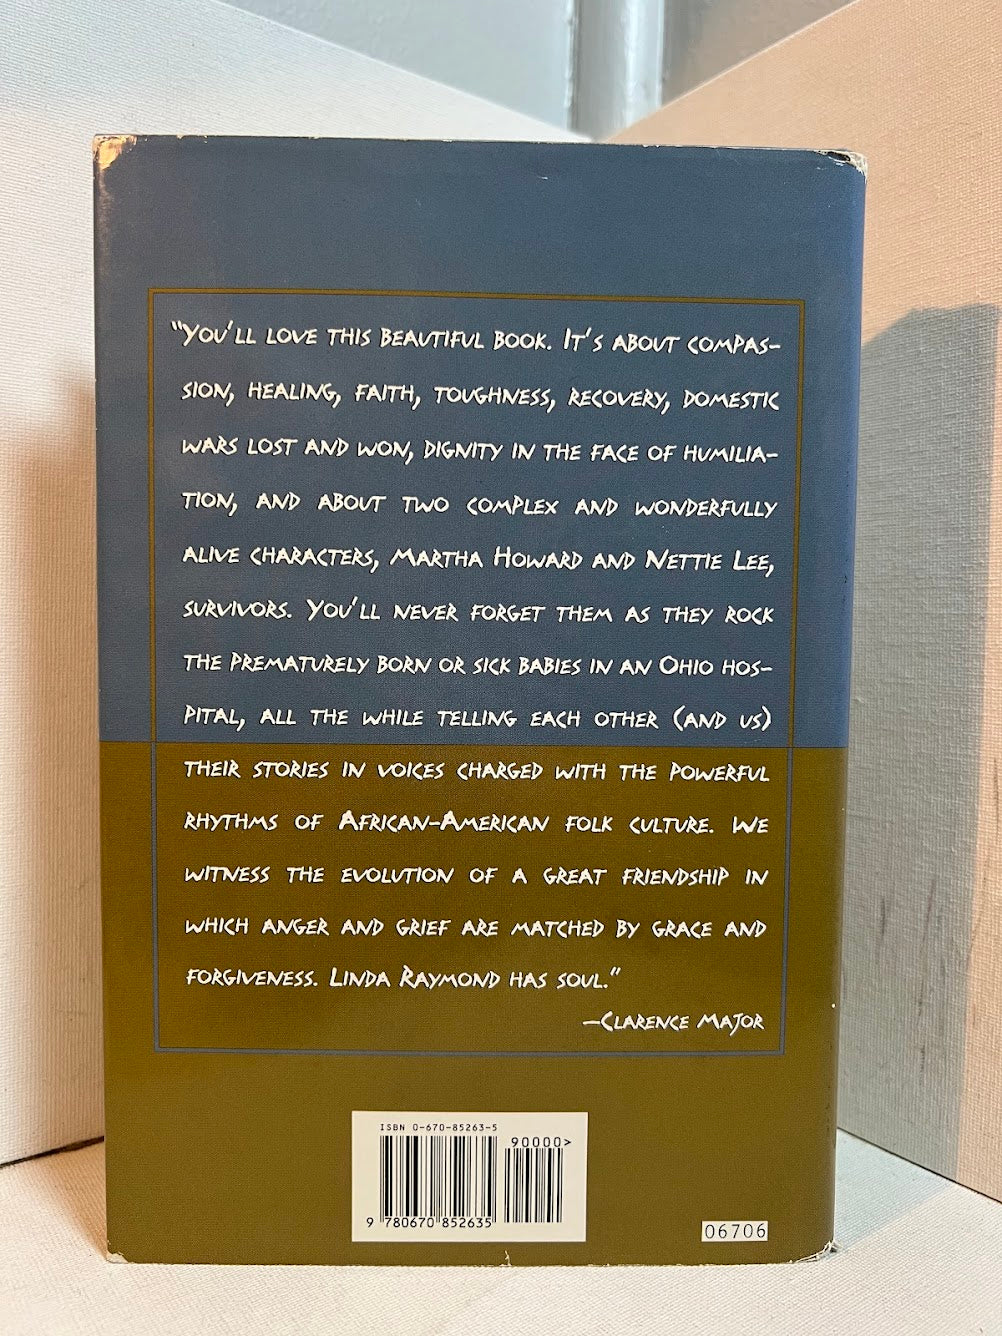 "You'll love this beautiful book. It's about compas-
sion, healing, faith, toughness, recovery, domestic
wars lost and won, dignity in the face of humilia-
tion, and about two complex and wonderfully
alive characters, Martha Howard and Nettie Lee,
survivors. You'll never forget them as they rock
the prematurely born or sick babies in an Ohio hos-
pital, all the while telling each other (and us)
their stories in voices charged with the powerful
rhythms of African-American folk culture. We
witness the evolution of a great friendship in
which anger and grief are matched by grace and
forgiveness. Linda Raymond has soul."
—Clarence Major
ISBN 0-670-85263-5
90000>
9 780670 852635
06706